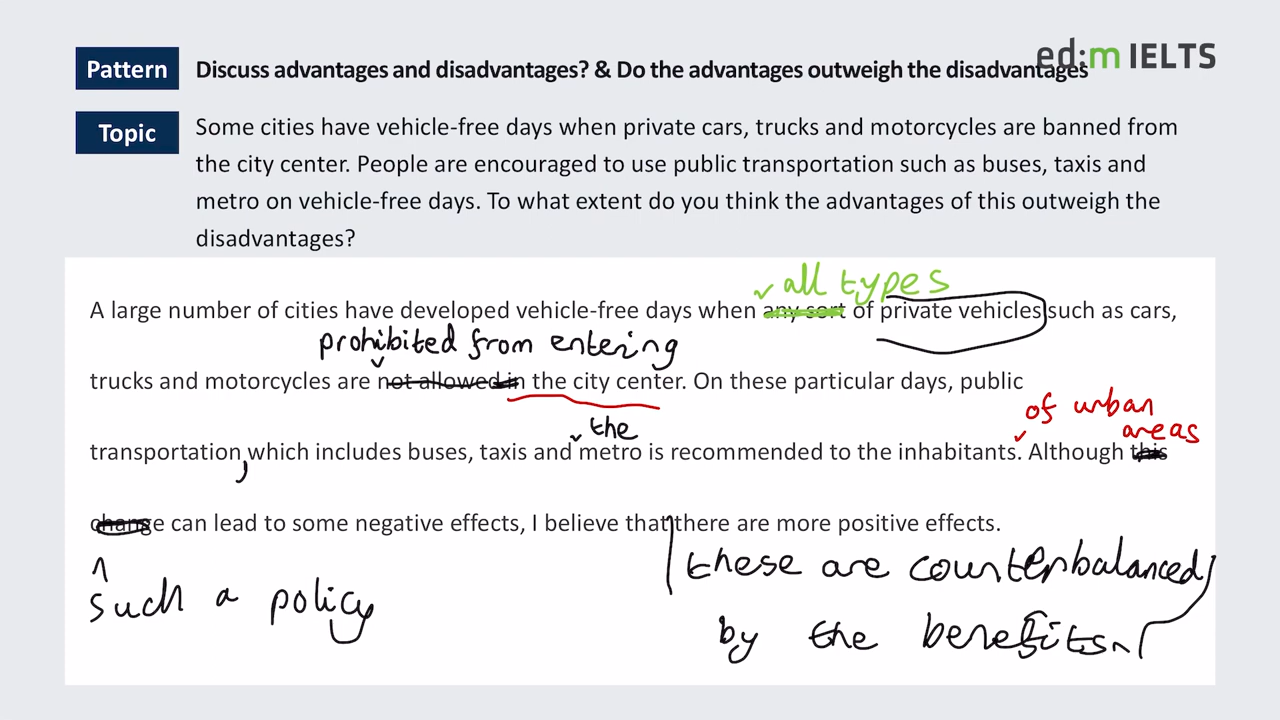 ed:m IELTS
Pattern Discuss advantages and disadvantages? & Do the advantages outweigh the disadvantages
Topic Some cities have vehicle-free days when private cars, trucks and motorcycles are banned from
the city center. People are encouraged to use public transportation such as buses, taxis and
metro on vehicle-free days. To what extent do you think the advantages of this outweigh the
disadvantages?
all types
A large number of cities have developed vehicle-free days when any sort of private vehicles such as cars,
prohibited from entering
trucks and motorcycles are not allowed in the city center. On these particular days, public
of urban
the areas
transportation, which includes buses, taxis and metro is recommended to the inhabitants. Although this
change can lead to some negative effects, I believe that there are more positive effects.
these are counterbalanced
such a policy
by the benefits.